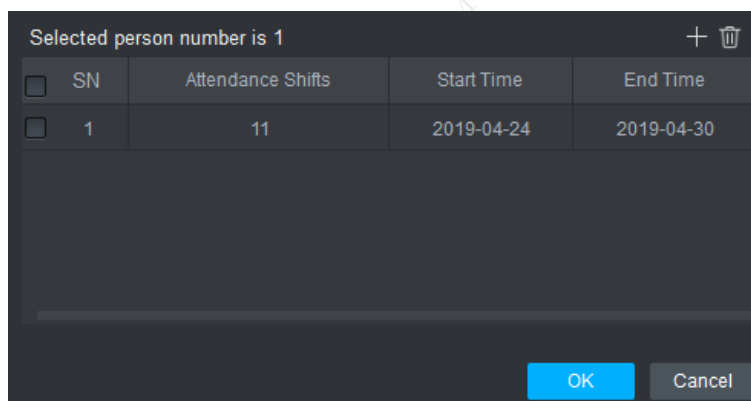 Selected person number is 1
SN Attendance Shifts Start Time End Time
1 11 2019-04-24 2019-04-30
OK Cancel